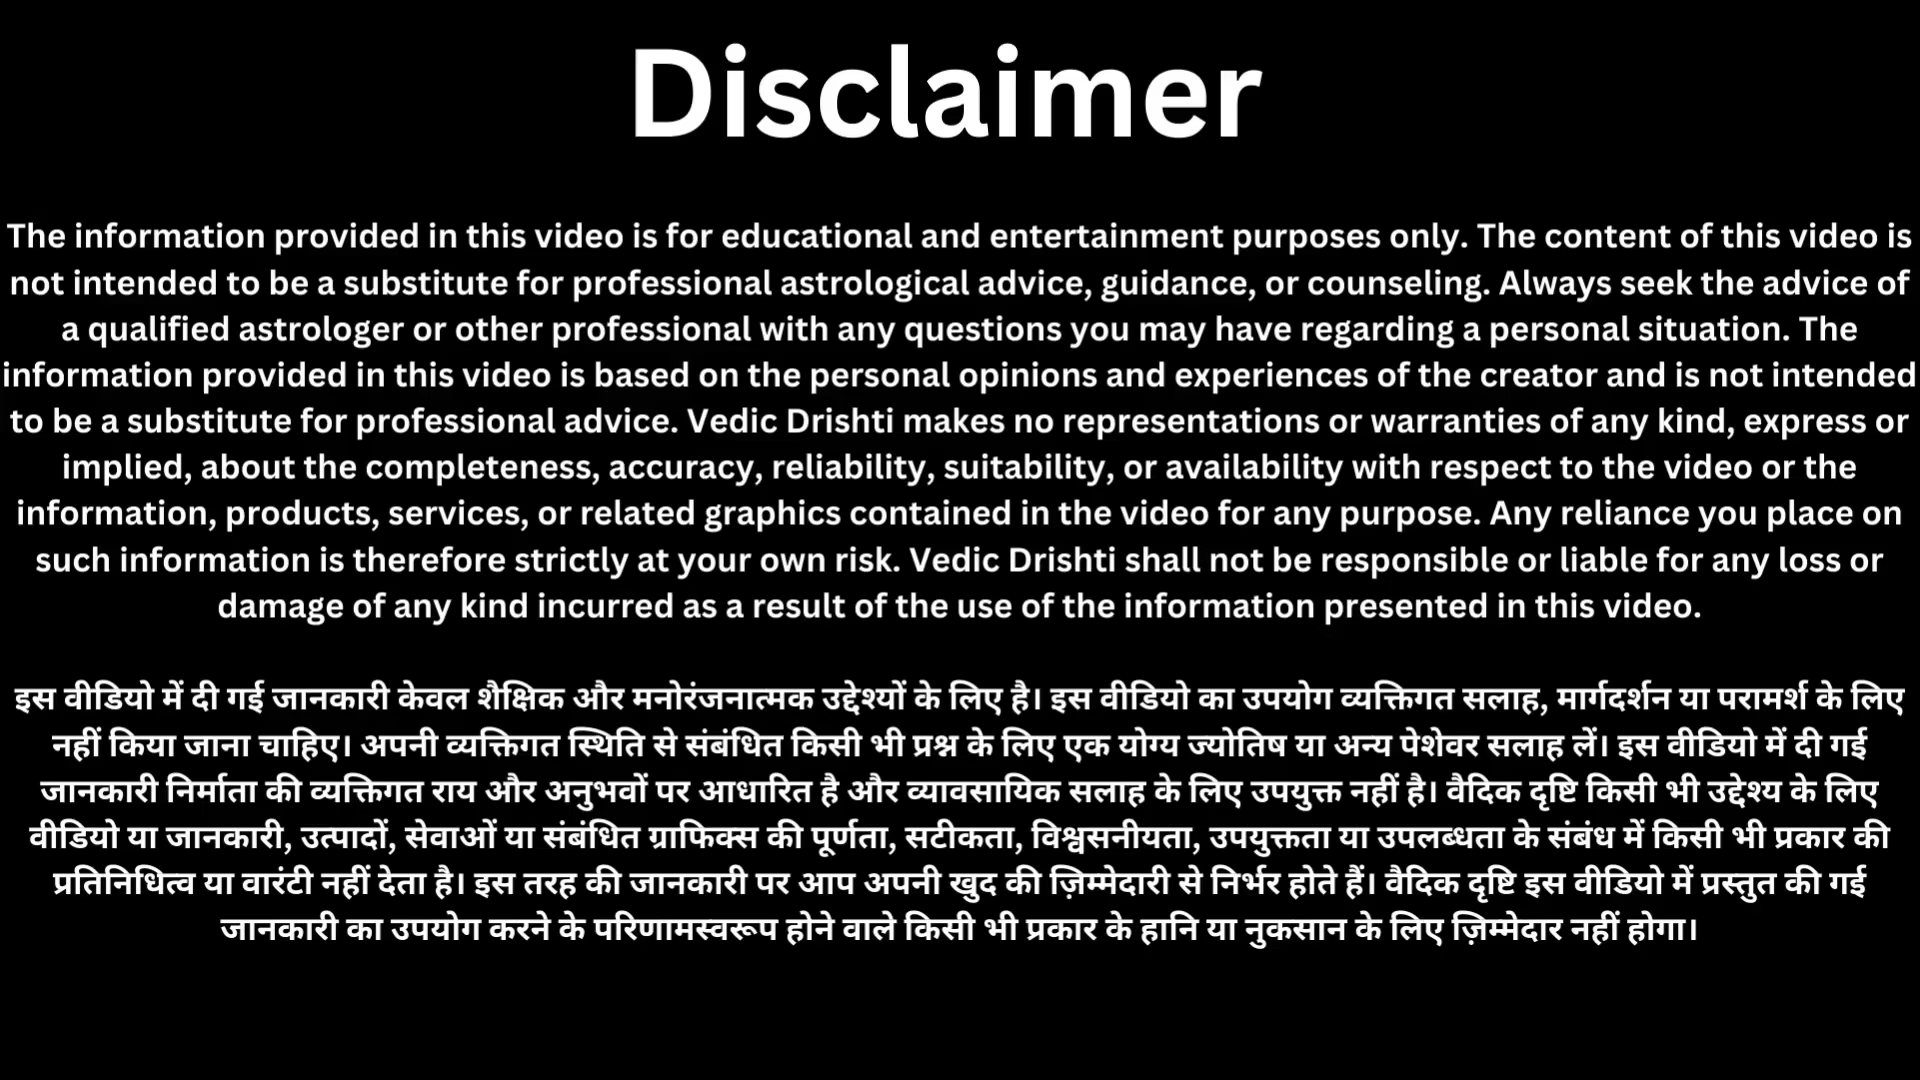 Disclaimer
The information provided in this video is for educational and entertainment purposes only. The content of this video is
not intended to be a substitute for professional astrological advice, guidance, or counseling. Always seek the advice of
a qualified astrologer or other professional with any questions you may have regarding a personal situation. The
information provided in this video is based on the personal opinions and experiences of the creator and is not intended
to be a substitute for professional advice. Vedic Drishti makes no representations or warranties of any kind, express or
implied, about the completeness, accuracy, reliability, suitability, or availability with respect to the video or the
information, products, services, or related graphics contained in the video for any purpose. Any reliance you place on
such information is therefore strictly at your own risk. Vedic Drishti shall not be responsible or liable for any loss or
damage of any kind incurred as a result of the use of the information presented in this video.
इस वीडियो में दी गई जानकारी केवल शैक्षिक और मनोरंजनात्मक उद्देश्यों के लिए है। इस वीडियो का उपयोग व्यक्तिगत सलाह, मार्गदर्शन या परामर्श के लिए
नहीं किया जाना चाहिए। अपनी व्यक्तिगत स्थिति से संबंधित किसी भी प्रश्न के लिए एक योग्य ज्योतिष या अन्य पेशेवर सलाह लें। इस वीडियो में दी गई
जानकारी निर्माता की व्यक्तिगत राय और अनुभवों पर आधारित है और व्यावसायिक सलाह के लिए उपयुक्त नहीं है। वैदिक दृष्टि किसी भी उद्देश्य के लिए
वीडियो या जानकारी, उत्पादों, सेवाओं या संबंधित ग्राफिक्स की पूर्णता, सटीकता, विश्वसनीयता, उपयुक्तता या उपलब्धता के संबंध में किसी भी प्रकार की
प्रतिनिधित्व या वारंटी नहीं देता है। इस तरह की जानकारी पर आप अपनी खुद की ज़िम्मेदारी से निर्भर होते हैं। वैदिक दृष्टि इस वीडियो में प्रस्तुत की गई
जानकारी का उपयोग करने के परिणामस्वरूप होने वाले किसी भी प्रकार के हानि या नुकसान के लिए ज़िम्मेदार नहीं होगा।